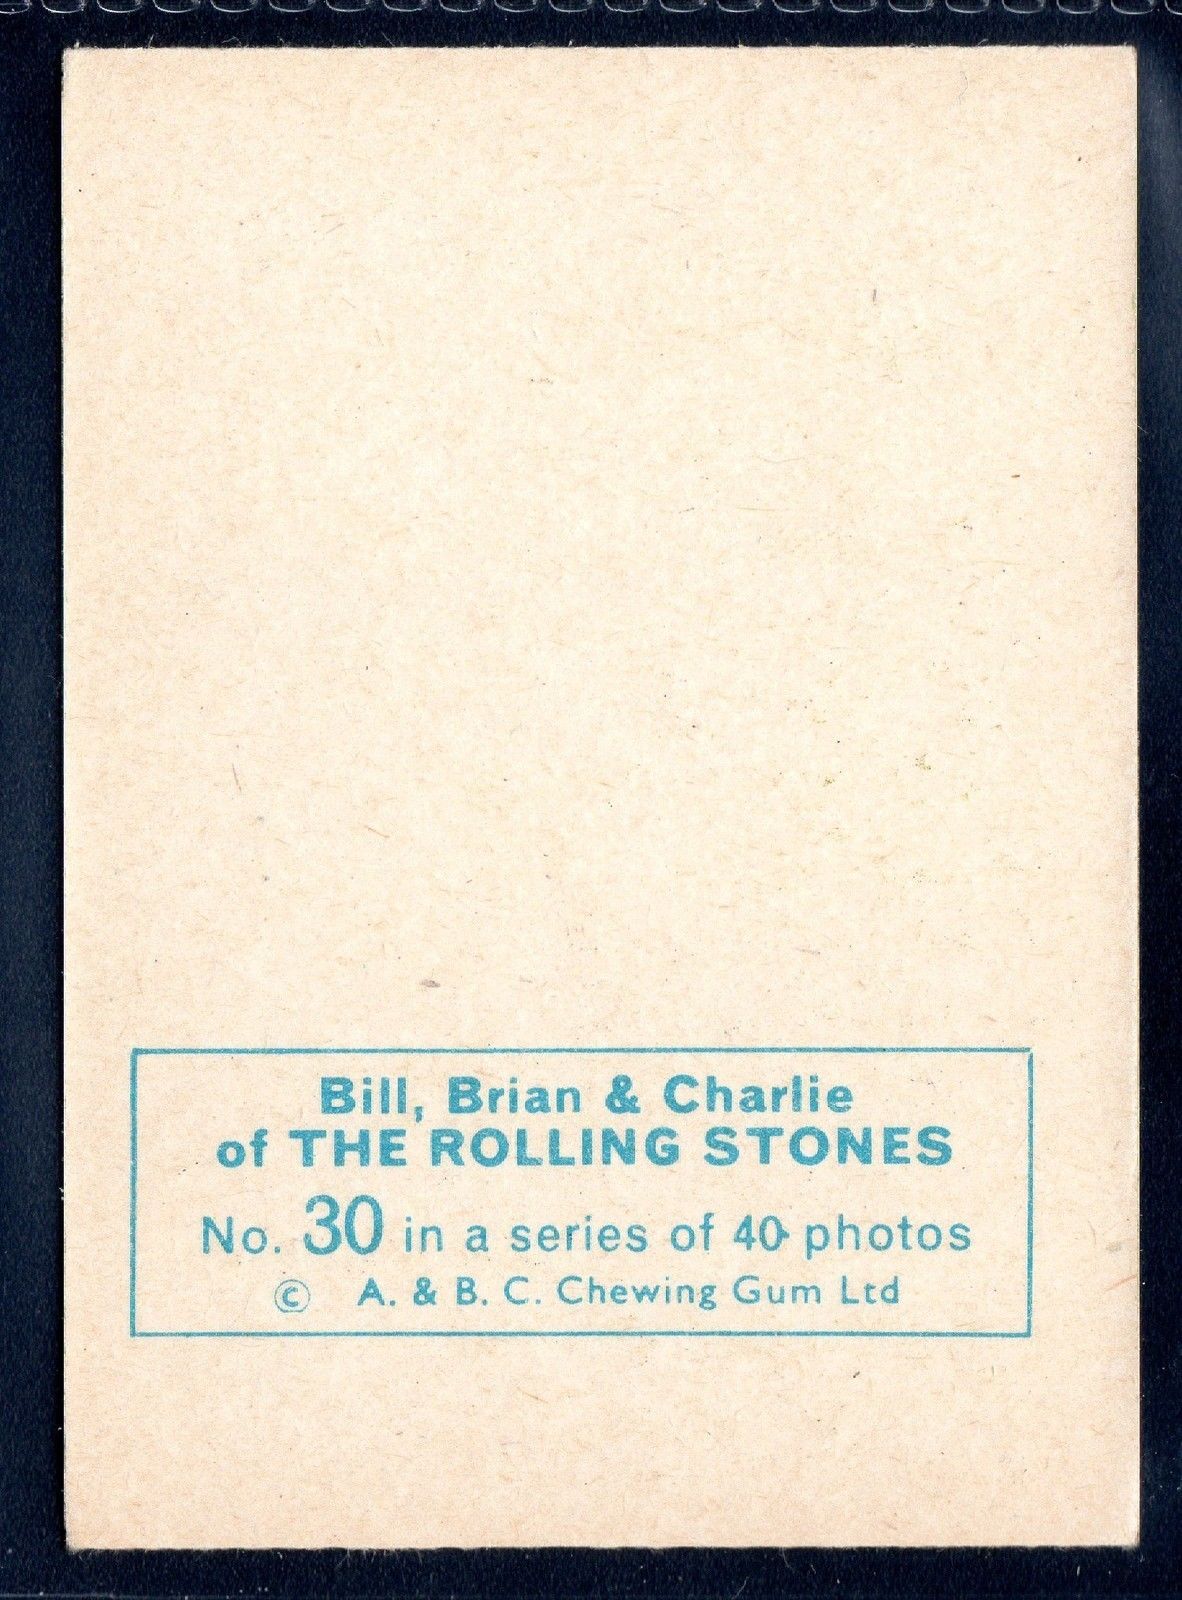 Bill, Brian & Charlie
of THE ROLLING STONES
No. 30 in a series of 40 photos
© A. & B. C. Chewing Gum Ltd